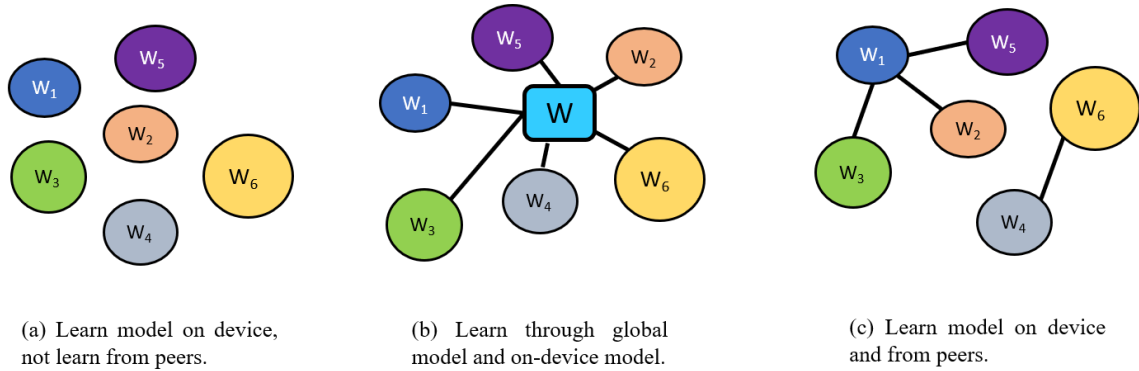 W5
W1
W2
W3
W6
W4
W5
W2
W1
W
W6
W4
W3
W1
W5
W6
W2
W3
W4
(a) Learn model on device,
not learn from peers.
(b) Learn through global
model and on-device model.
(c) Learn model on device
and from peers.